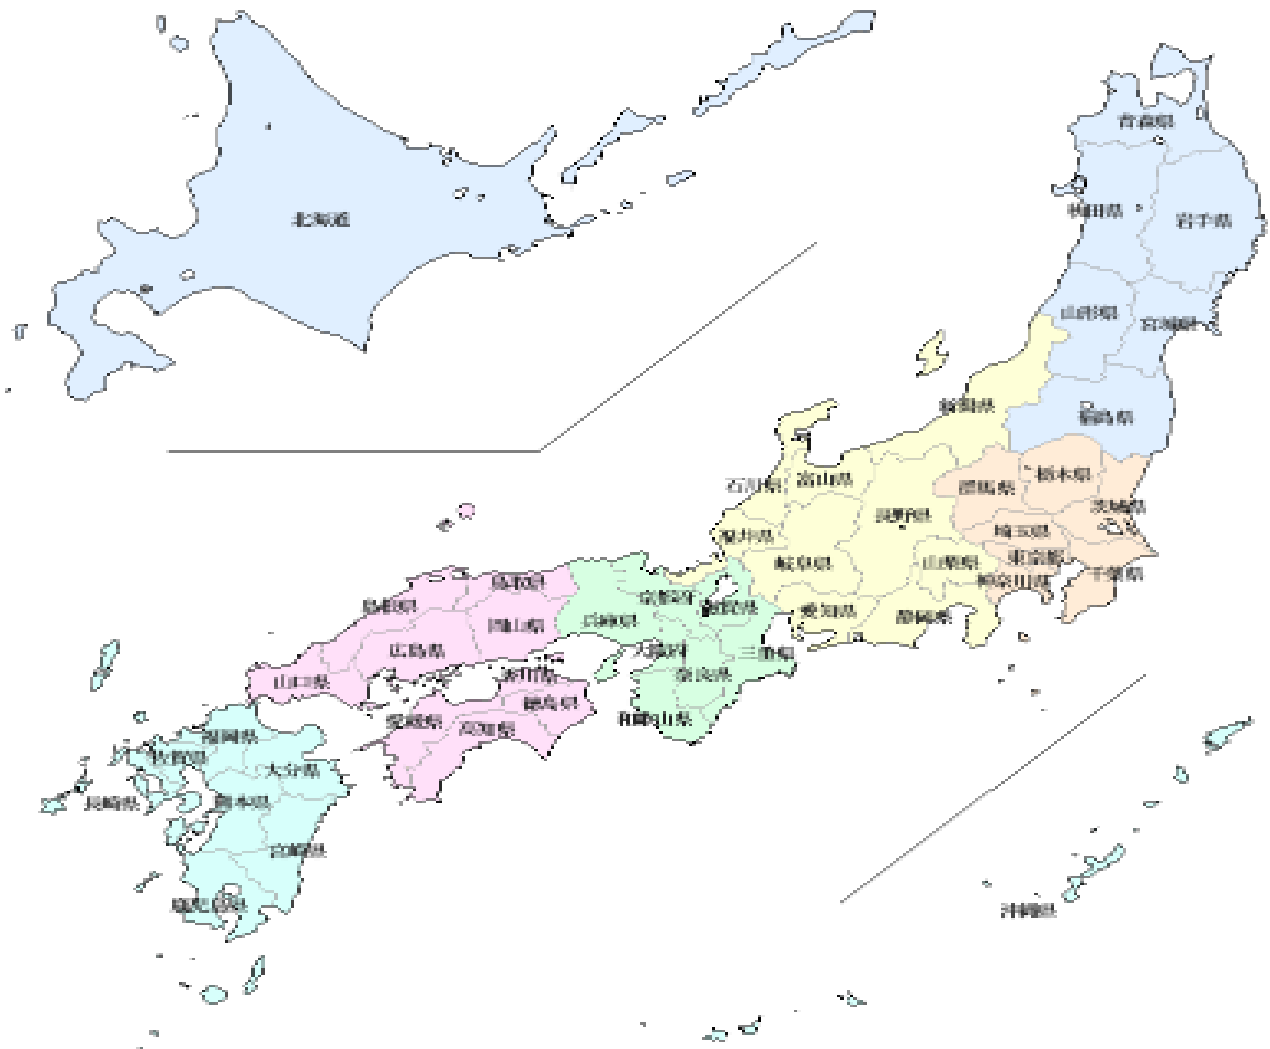 北海道
青森県
秋田県
岩手県
山形県
宮城県
新潟県
福島県
石川県
富山県
群馬県
栃木県
茨城県
福井県
長野県
埼玉県
岐阜県
山梨県
東京都
神奈川県
千葉県
愛知県
静岡県
鳥取県
島根県
岡山県
広島県
山口県
京都府
滋賀県
兵庫県
大阪府
三重県
奈良県
和歌山県
香川県
徳島県
愛媛県
高知県
福岡県
佐賀県
大分県
長崎県
熊本県
宮崎県
鹿児島県
沖縄県